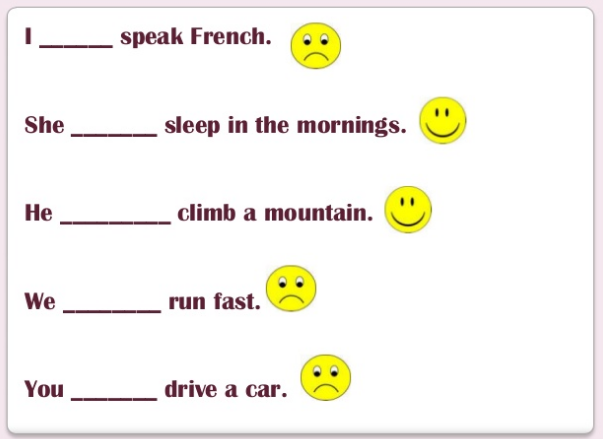 I ______ speak French.
She _______ sleep in the mornings.
He _________ climb a mountain.
We ________ run fast.
You _______ drive a car.